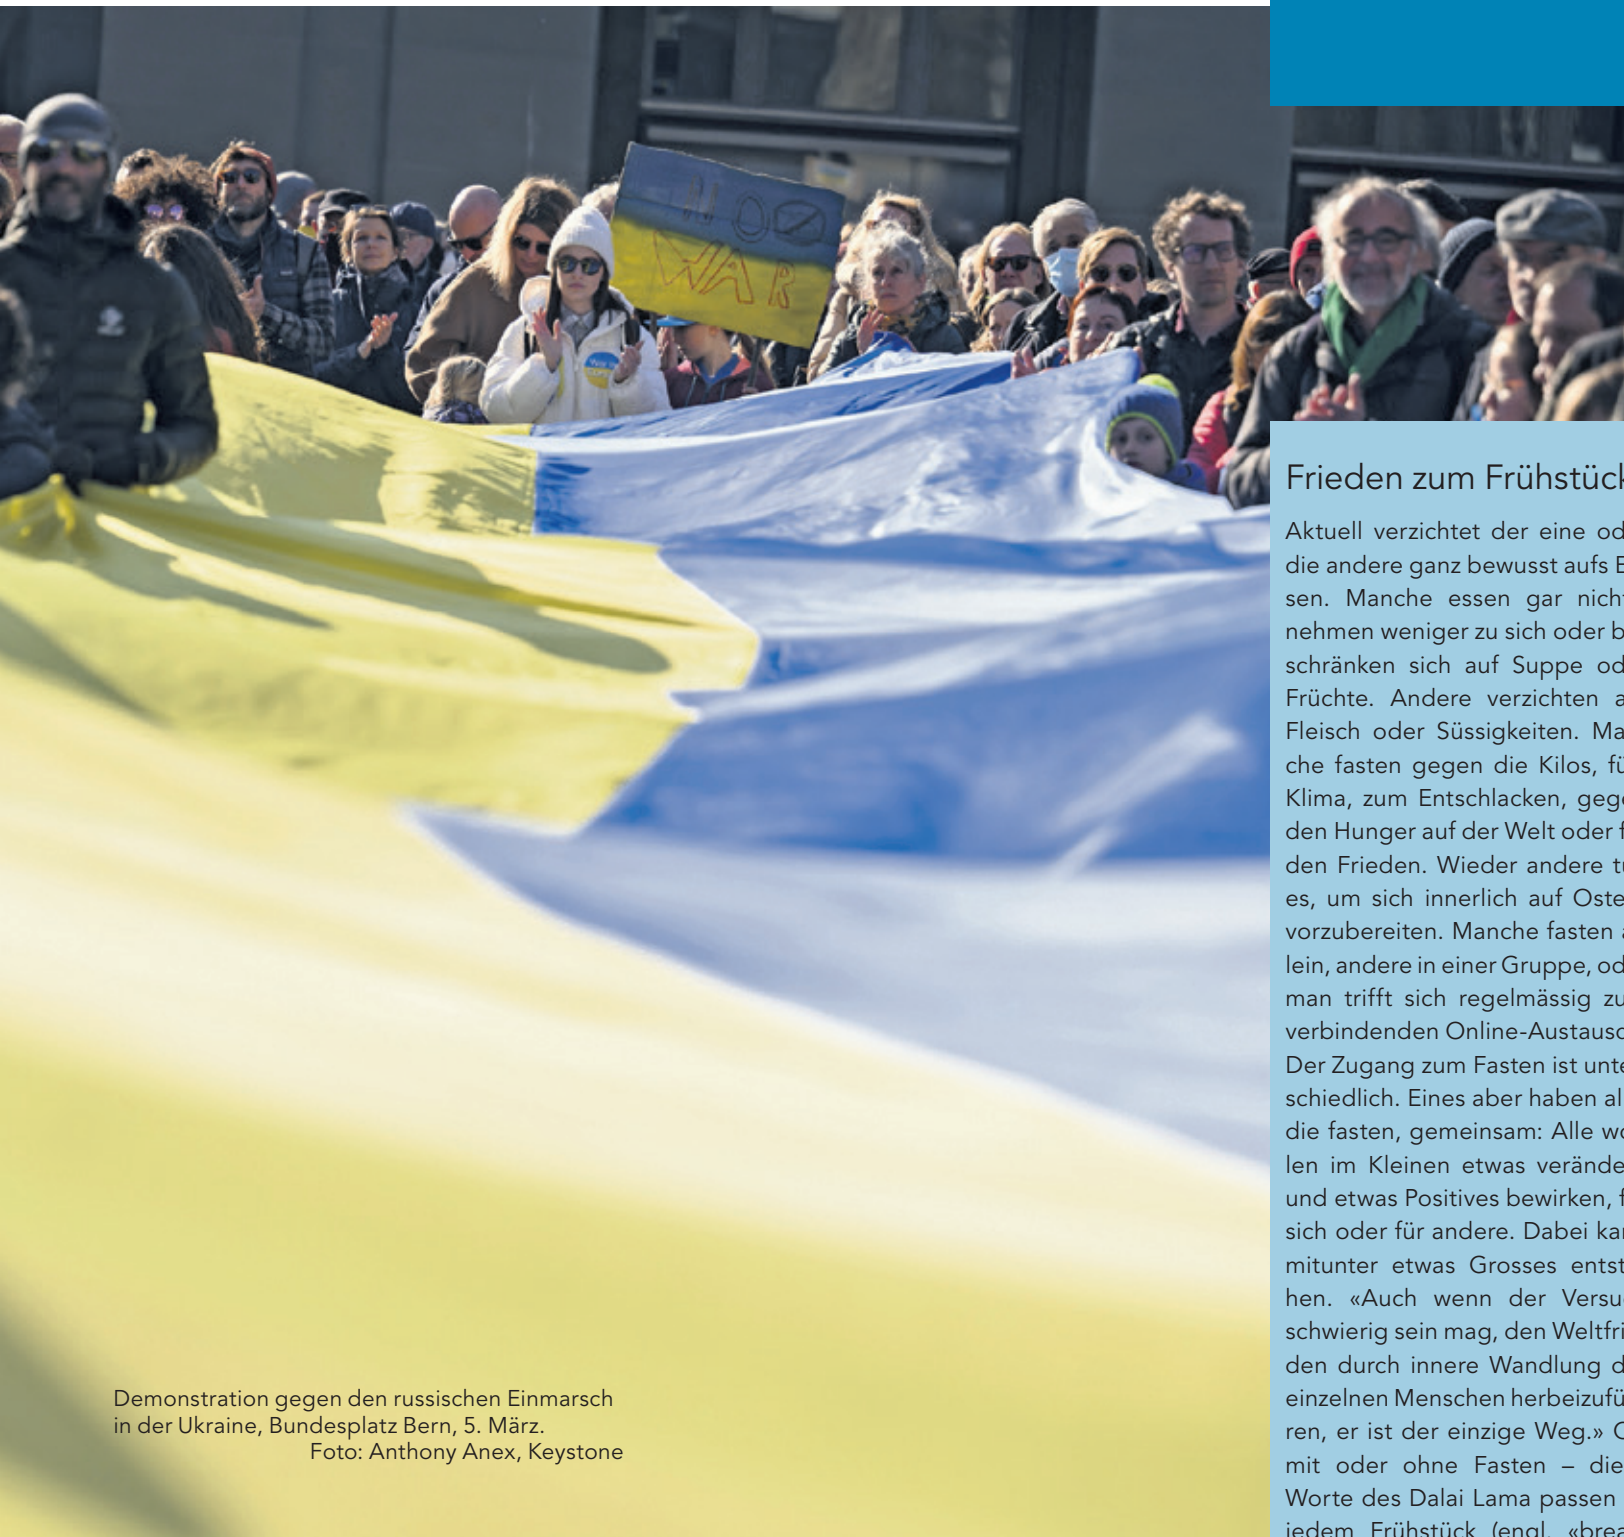 NO
WAR
Demonstration gegen den russischen Einmarsch
in der Ukraine, Bundesplatz Bern, 5. März.
Foto: Anthony Anex, Keystone
Frieden zum Frühstück
Aktuell verzichtet der eine od
die andere ganz bewusst aufs E
sen. Manche essen gar nicht
nehmen weniger zu sich oder b
schränken sich auf Suppe od
Früchte. Andere verzichten a
Fleisch oder Süssigkeiten. Ma
che fasten gegen die Kilos, fü
Klima, zum Entschlacken, geg
den Hunger auf der Welt oder f
den Frieden. Wieder andere tu
es, um sich innerlich auf Oste
vorzubereiten. Manche fasten a
lein, andere in einer Gruppe, od
man trifft sich regelmässig zu
verbindenden Online-Austausc
Der Zugang zum Fasten ist unte
schiedlich. Eines aber haben al
die fasten, gemeinsam: Alle wo
len im Kleinen etwas verände
und etwas Positives bewirken, f
sich oder für andere. Dabei kan
mitunter etwas Grosses entst
hen. «Auch wenn der Versu
schwierig sein mag, den Weltfri
den durch innere Wandlung d
einzelnen Menschen herbeizufü
ren, er ist der einzige Weg.» O
mit oder ohne Fasten – die
Worte des Dalai Lama passen
jedem Frühstück (engl. «brea